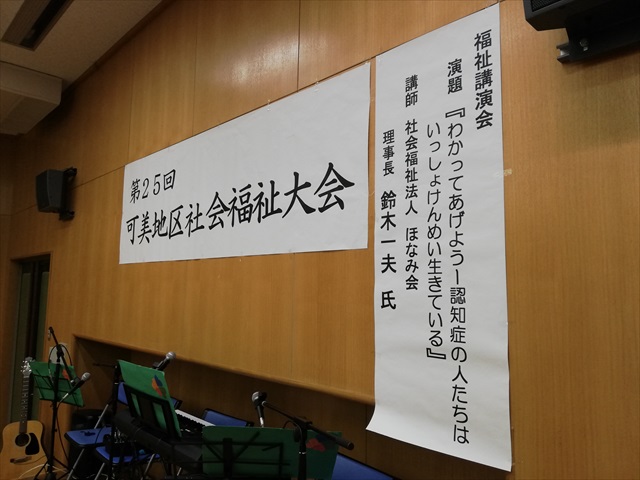 第25回
可美地区社会福祉大会
福祉講演会
演題 『わかってあげようー認知症の人たちは
いっしょけんめい生きている』
講師 社会福祉法人 ほなみ会
理事長 鈴木一夫 氏